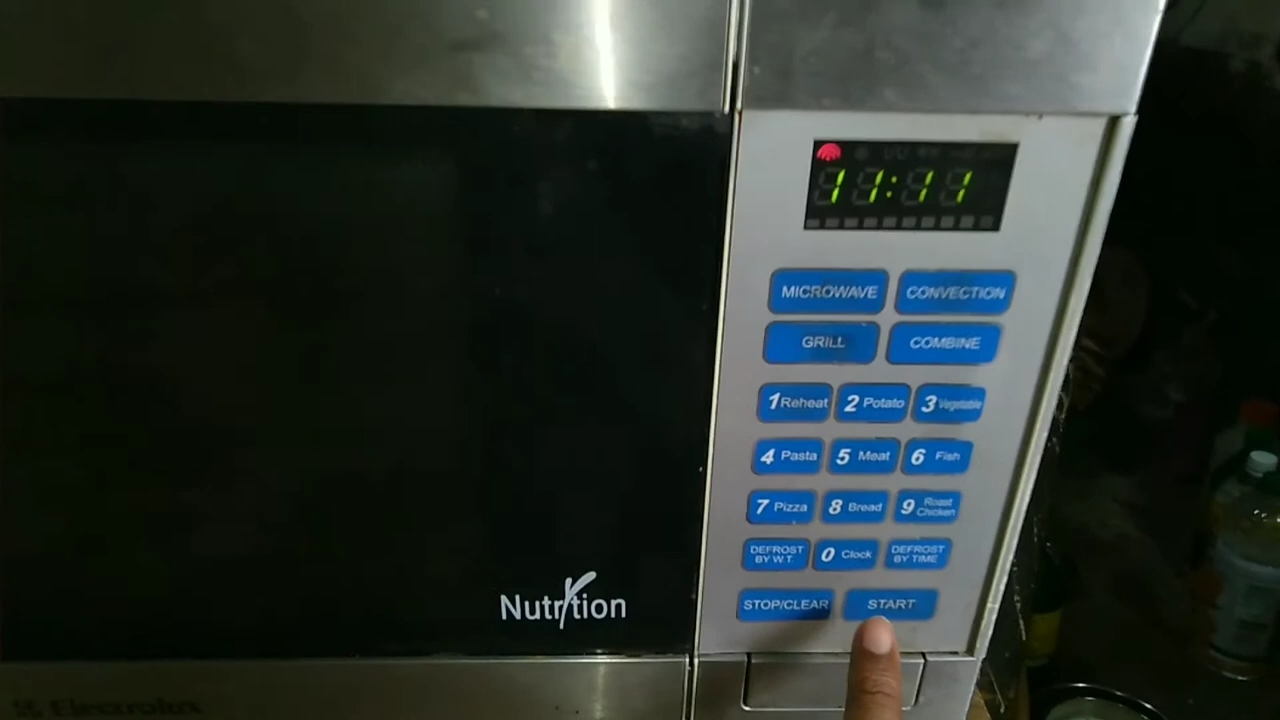 11:11
MICROWAVE CONVECTION
GRILL COMBINE
1 Reheat 2 Potato 3 Vegetable
4 Pasta 5 Meat 6 Fish
7 Pizza 8 Bread 9 Roast Chicken
DEFROST BY W.T. 0 Clock DEFROST BY TIME
STOP/CLEAR START
Nutrition
Electrolux